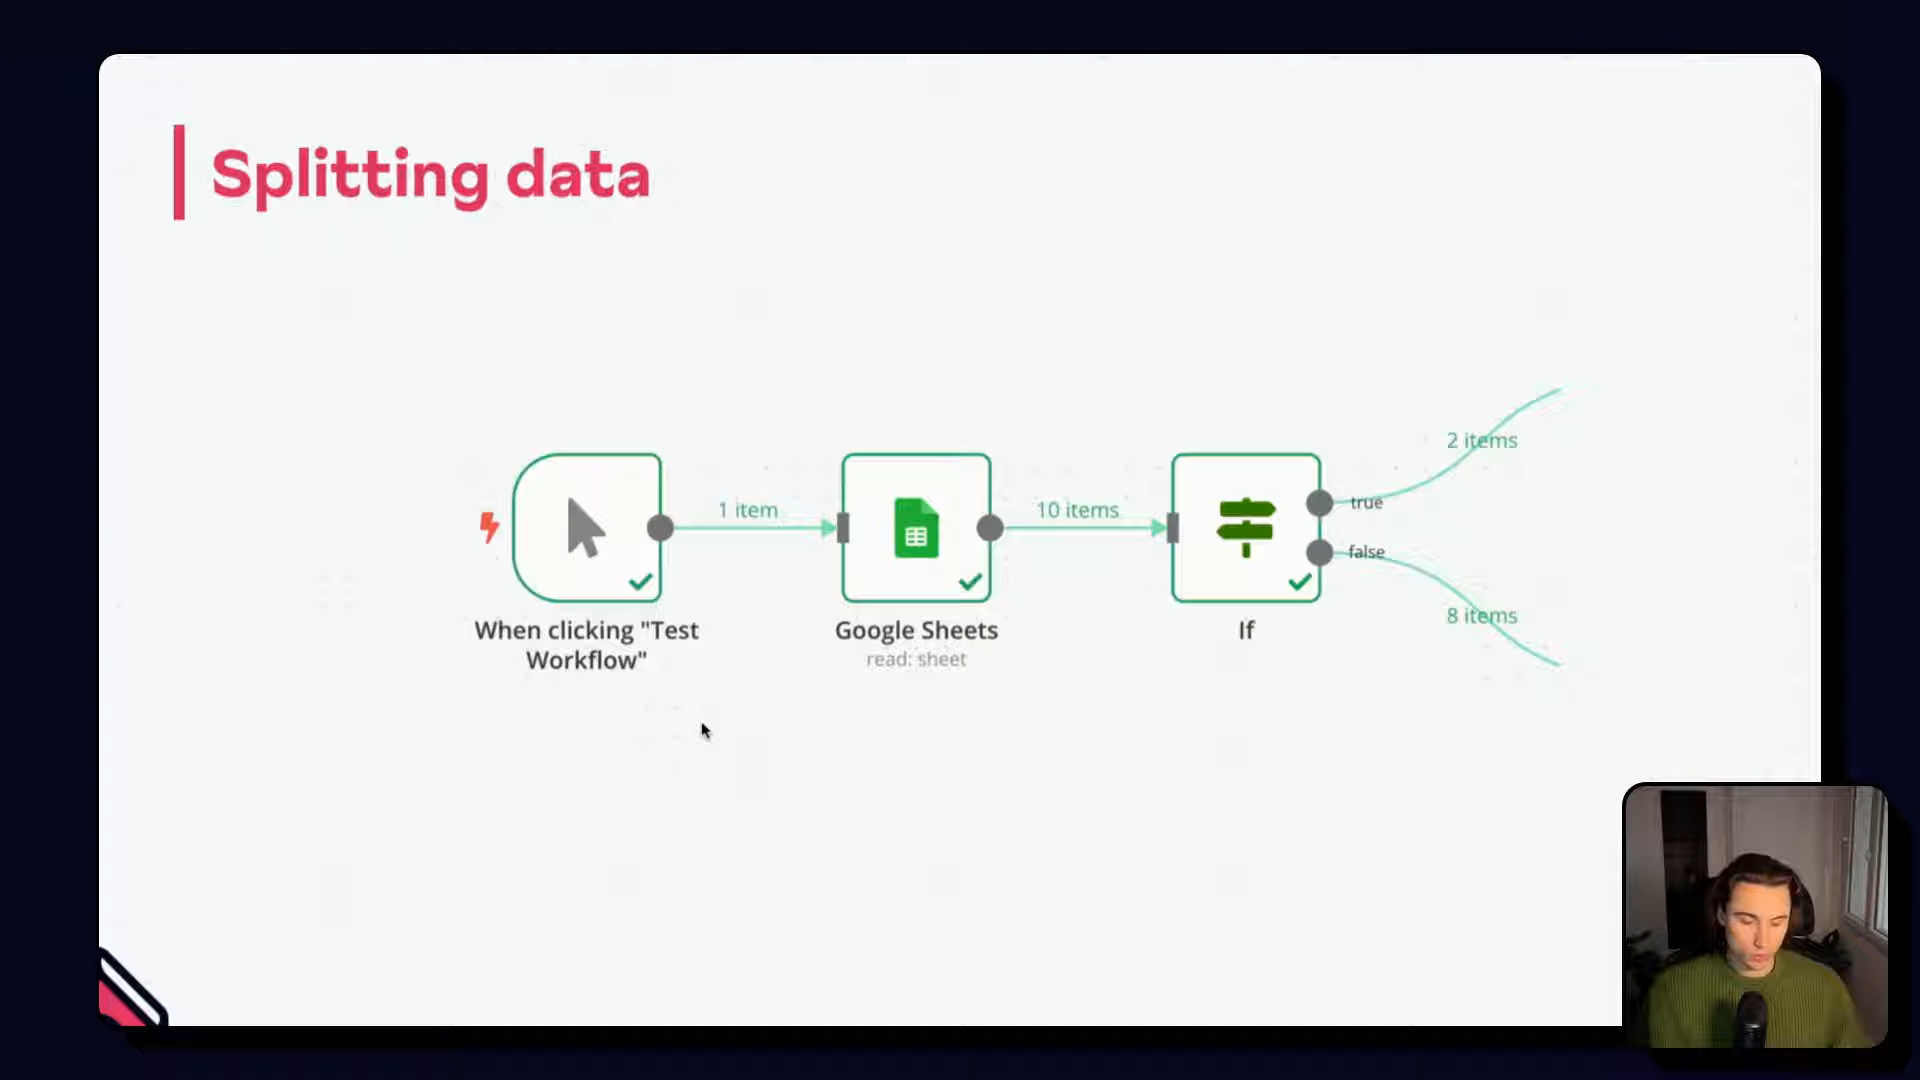 Splitting data
1 item
10 items
2 items
true
false
8 items
When clicking "Test
Workflow"
Google Sheets
read: sheet
If